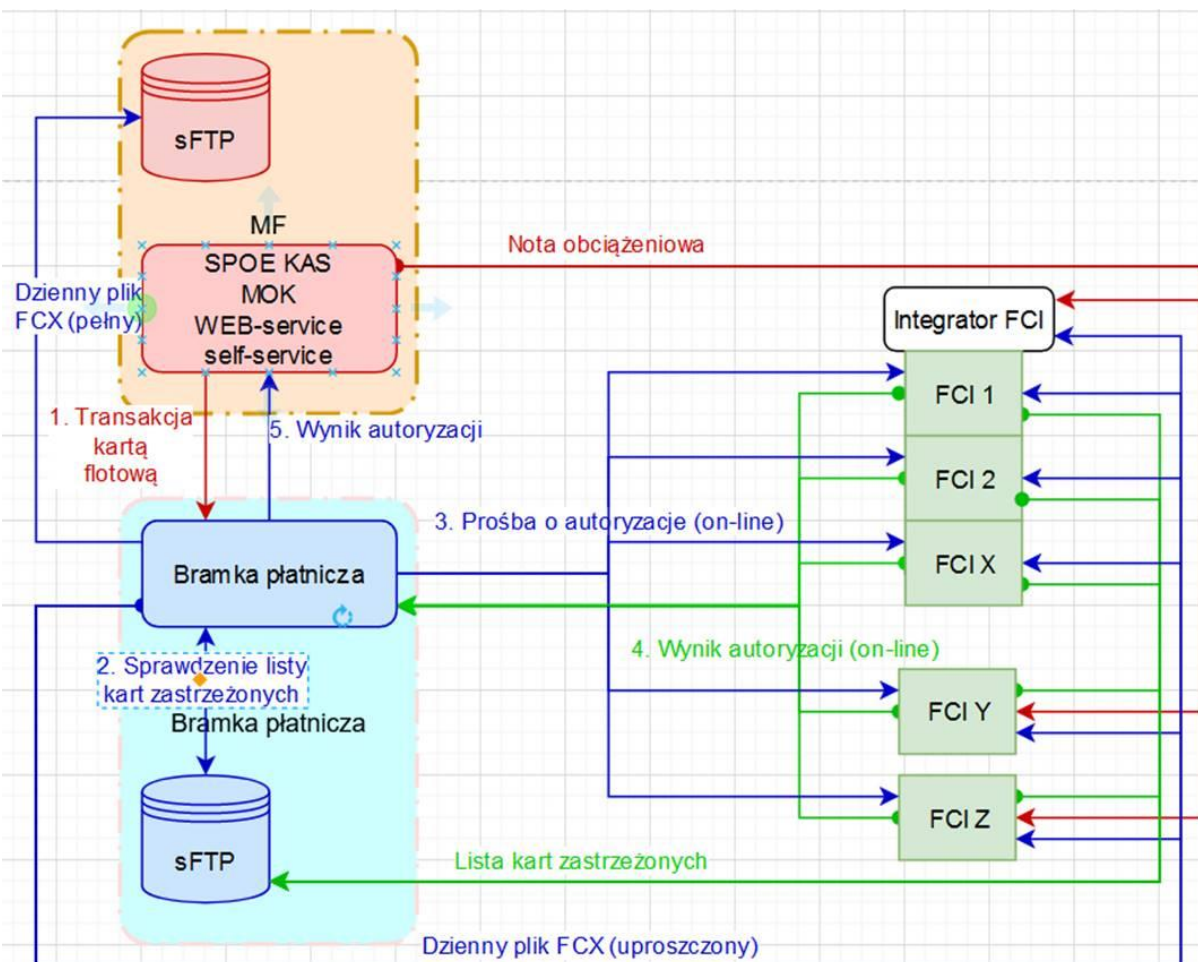 sFTP
MF
SPOE KAS
MOK
WEB-service
self-service
Nota obciążeniowa
Dzienny plik
FCX (pełny)
Integrator FCI
FCI 1
1. Transakcja
kartą
flotową
5. Wynik autoryzacji
FCI 2
3. Prośba o autoryzacje (on-line)
FCI X
Bramka płatnicza
4. Wynik autoryzacji (on-line)
2. Sprawdzenie listy
kart zastrzeżonych
Bramka płatnicza
FCI Y
FCI Z
sFTP
Lista kart zastrzeżonych
Dzienny plik FCX (uproszczony)